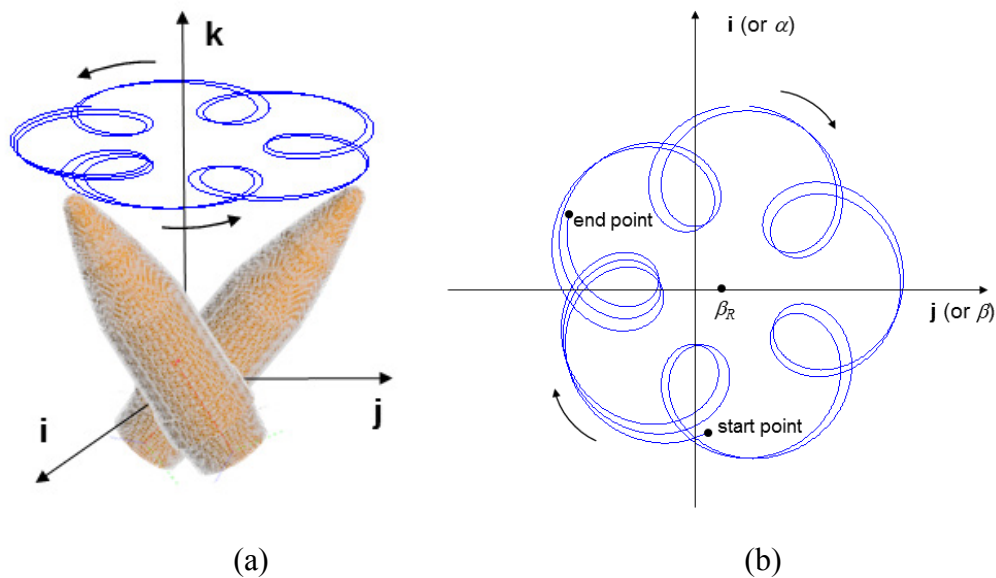 k
i
j
(a)
i (or α)
end point
β_R
j (or β)
start point
(b)